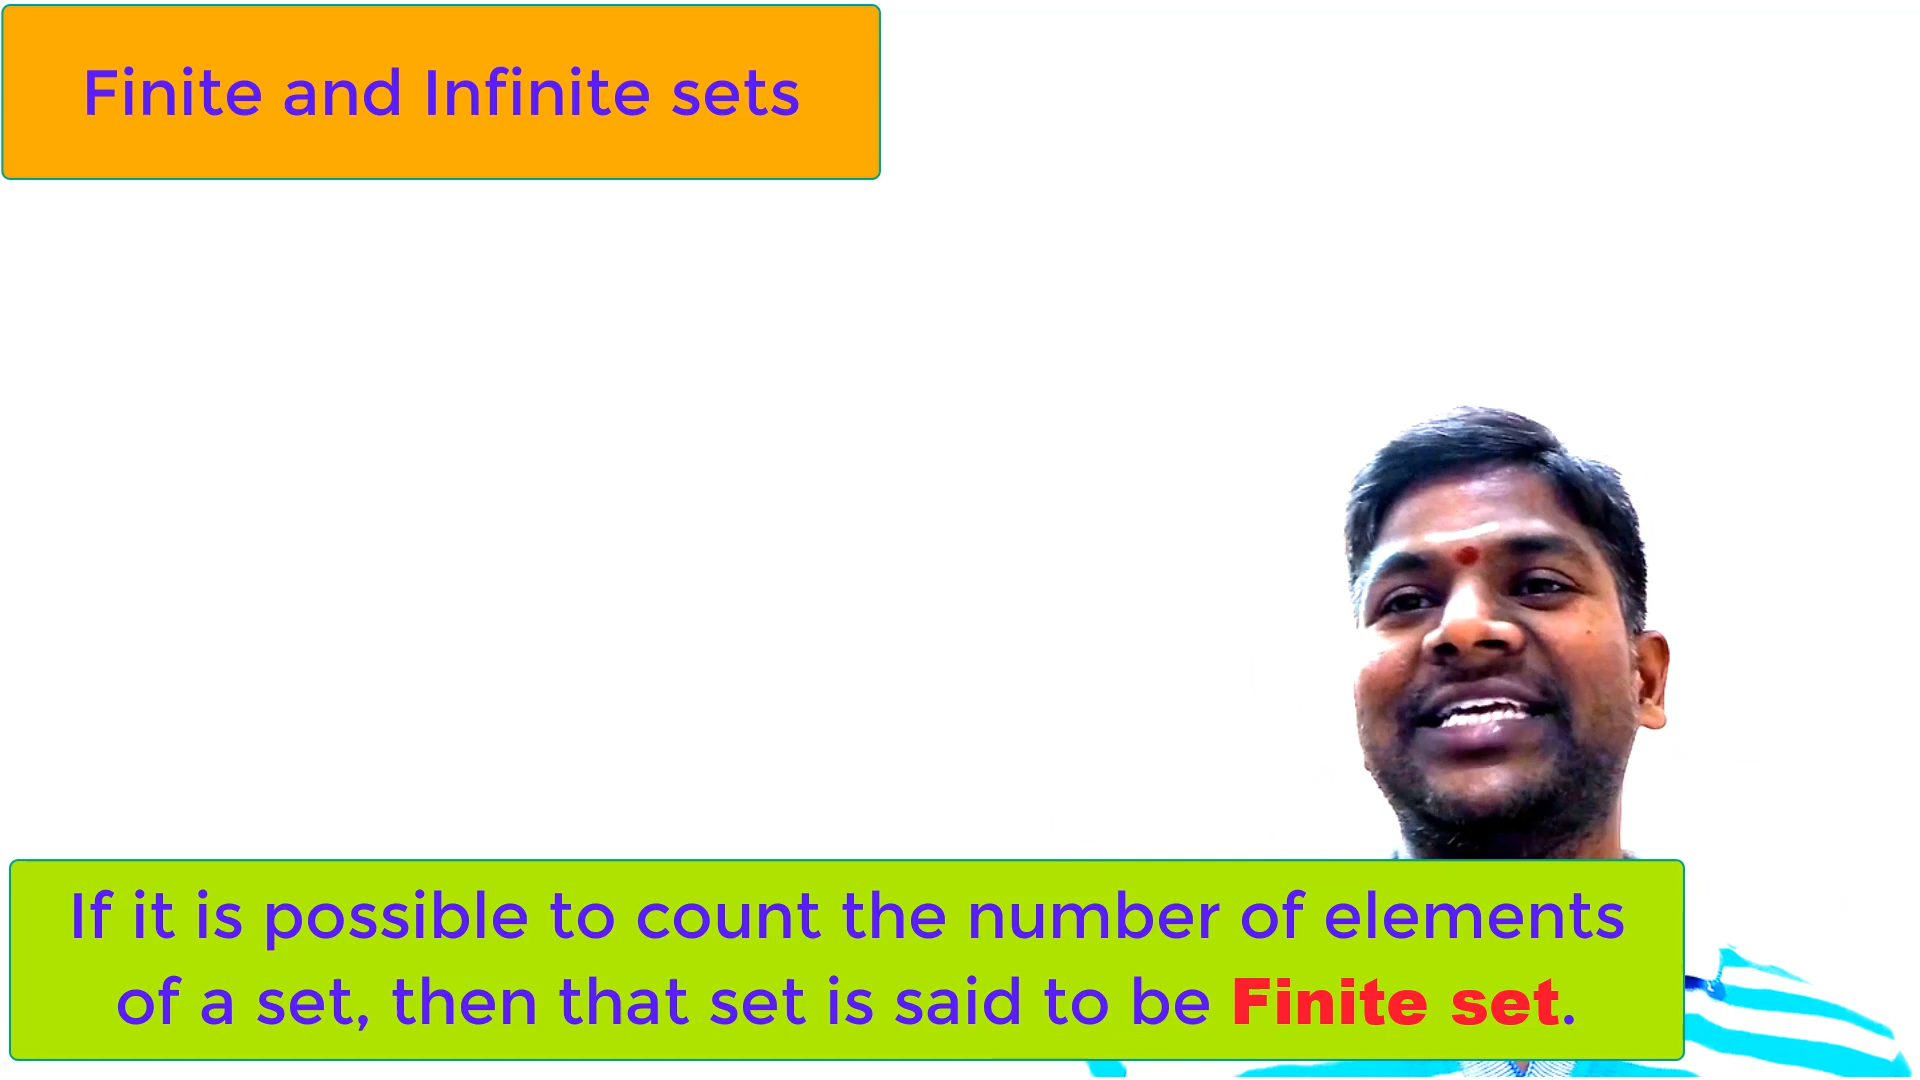 Finite and Infinite sets
If it is possible to count the number of elements
of a set, then that set is said to be Finite set.